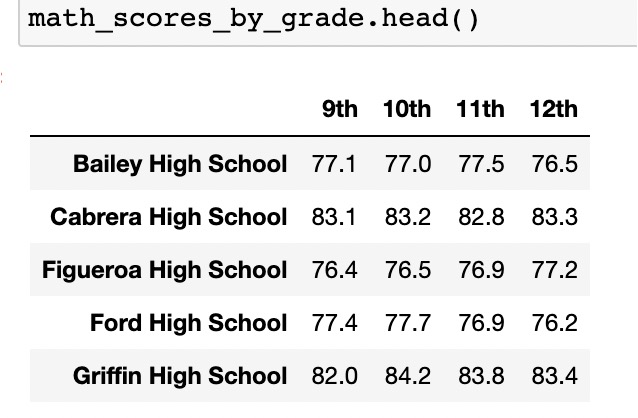 math_scores_by_grade.head()
9th 10th 11th 12th
Bailey High School 77.1 77.0 77.5 76.5
Cabrera High School 83.1 83.2 82.8 83.3
Figueroa High School 76.4 76.5 76.9 77.2
Ford High School 77.4 77.7 76.9 76.2
Griffin High School 82.0 84.2 83.8 83.4